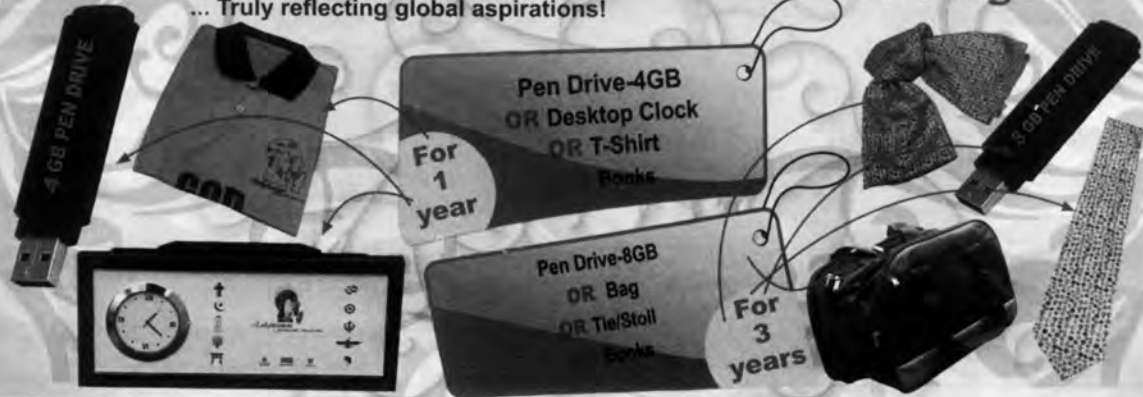 ... Truly reflecting global aspirations!
4 GB PEN DRIVE
GOD
Pen Drive-4GB
OR Desktop Clock
OR T-Shirt
Books
For
1
year
Pen Drive-8GB
OR Bag
OR Tie/Stoll
Books
For
3
years
GB PEN DRIVE